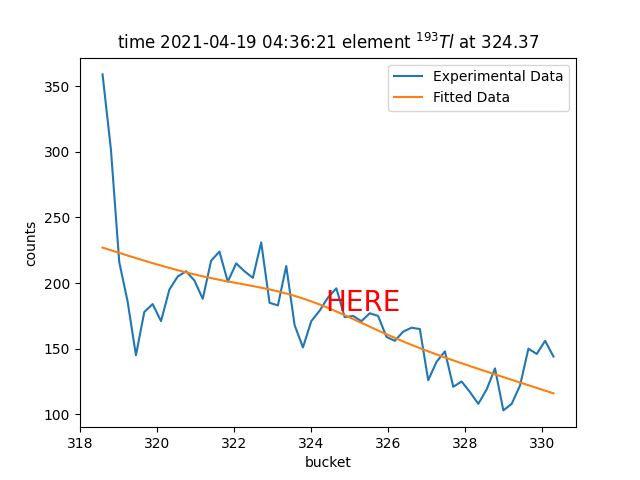 time 2021-04-19 04:36:21 element ¹⁹³Tl at 324.37
Experimental Data
Fitted Data
counts
350
300
250
200
150
100
HERE
318 320 322 324 326 328 330
bucket